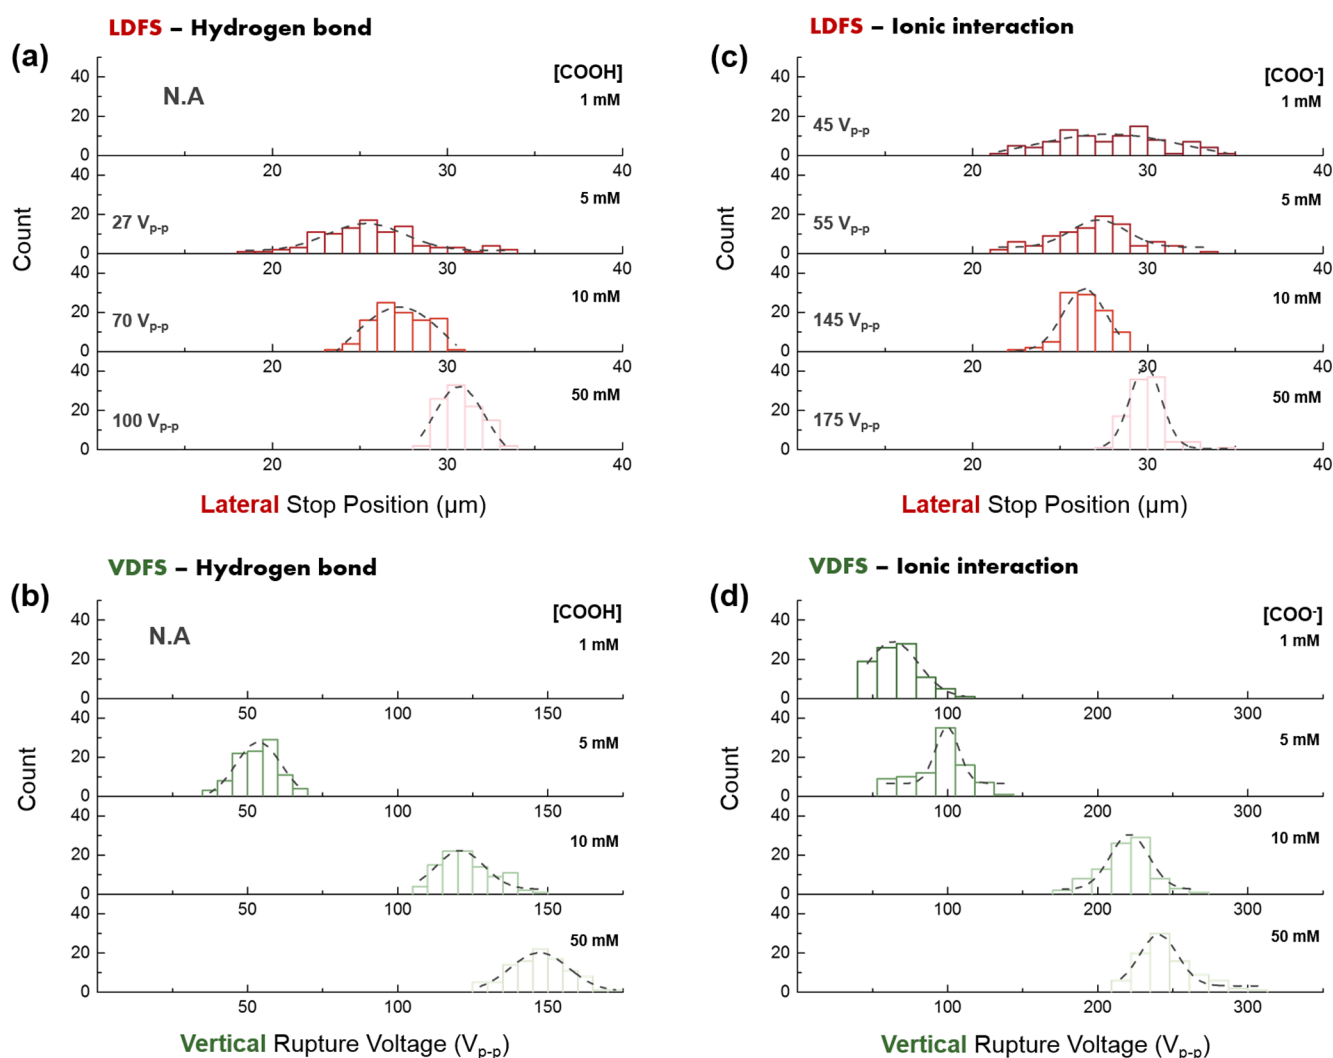 LDFS – Hydrogen bond
(a)
[COOH]
1 mM
N.A
40
20
0
20
30
40
5 mM
27 Vp-p
40
20
0
20
30
40
10 mM
70 Vp-p
40
20
0
20
30
40
50 mM
100 Vp-p
40
20
0
20
30
40
Count
Lateral Stop Position (µm)
LDFS – Ionic interaction
(c)
[COO-]
1 mM
45 Vp-p
40
20
0
20
30
40
5 mM
55 Vp-p
40
20
0
20
30
40
10 mM
145 Vp-p
40
20
0
20
30
40
50 mM
175 Vp-p
40
20
0
20
30
40
Count
Lateral Stop Position (µm)
VDFS – Hydrogen bond
(b)
[COOH]
1 mM
N.A
40
20
0
50
100
150
5 mM
40
20
0
50
100
150
10 mM
40
20
0
50
100
150
50 mM
40
20
0
50
100
150
Count
Vertical Rupture Voltage (Vp-p)
VDFS – Ionic interaction
(d)
[COO-]
1 mM
40
20
0
100
200
300
5 mM
40
20
0
100
200
300
10 mM
40
20
0
100
200
300
50 mM
40
20
0
100
200
300
Count
Vertical Rupture Voltage (Vp-p)